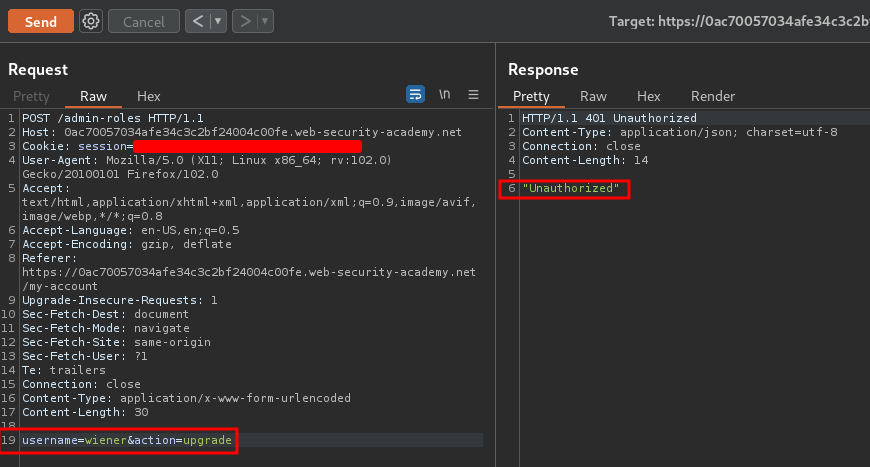 Send
Cancel
Target: https://0ac70057034afe34c3c2b
Request
Pretty Raw Hex
\n
1 POST /admin-roles HTTP/1.1
2 Host: 0ac70057034afe34c3c2bf24004c00fe.web-security-academy.net
3 Cookie: session=
4 User-Agent: Mozilla/5.0 (X11; Linux x86_64; rv:102.0)
Gecko/20100101 Firefox/102.0
5 Accept:
text/html,application/xhtml+xml,application/xml;q=0.9,image/avif,
image/webp,*/*;q=0.8
6 Accept-Language: en-US,en;q=0.5
7 Accept-Encoding: gzip, deflate
8 Referer:
https://0ac70057034afe34c3c2bf24004c00fe.web-security-academy.net
/my-account
9 Upgrade-Insecure-Requests: 1
10 Sec-Fetch-Dest: document
11 Sec-Fetch-Mode: navigate
12 Sec-Fetch-Site: same-origin
13 Sec-Fetch-User: ?1
14 Te: trailers
15 Connection: close
16 Content-Type: application/x-www-form-urlencoded
17 Content-Length: 30
18
19 username=wiener&action=upgrade
Response
Pretty Raw Hex Render
1 HTTP/1.1 401 Unauthorized
2 Content-Type: application/json; charset=utf-8
3 Connection: close
4 Content-Length: 14
5
6 "Unauthorized"